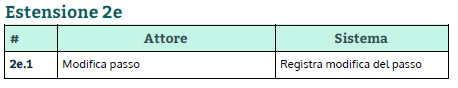 Estensione 2e
# Attore Sistema
2e.1 Modifica passo Registra modifica del passo